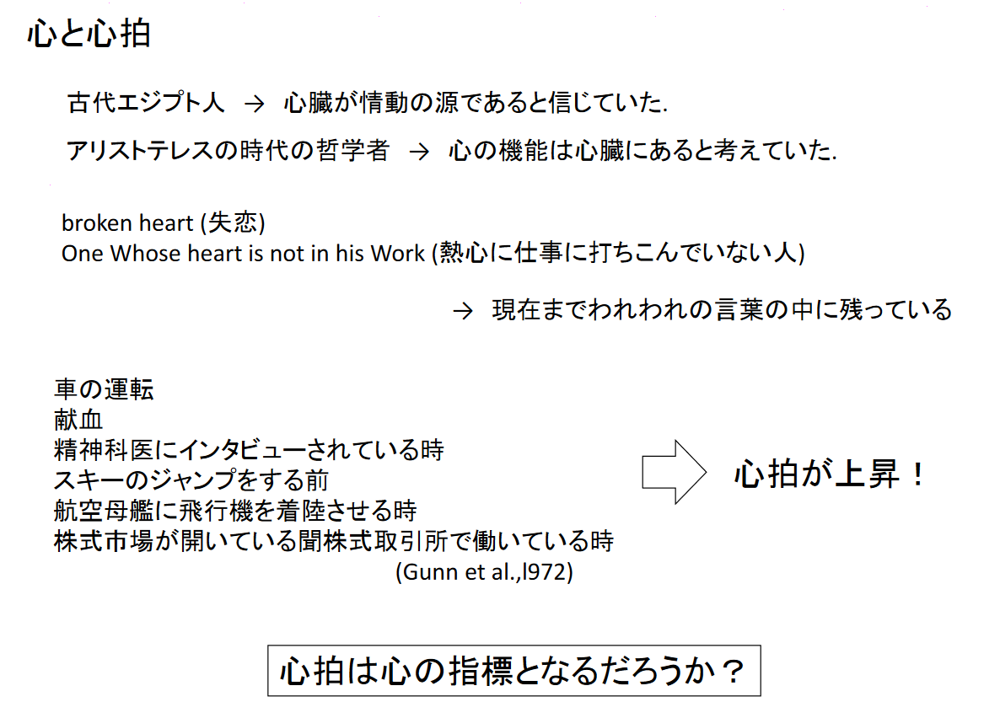 心と心拍
古代エジプト人 → 心臓が情動の源であると信じていた.
アリストテレスの時代の哲学者 → 心の機能は心臓にあると考えていた.
broken heart (失恋)
One Whose heart is not in his Work (熱心に仕事に打ちこんでいない人)
→ 現在までわれわれの言葉の中に残っている
車の運転
献血
精神科医にインタビューされている時
スキーのジャンプをする前
航空母艦に飛行機を着陸させる時
株式市場が開いている聞株式取引所で働いている時
(Gunn et al.,l972)
心拍が上昇！
心拍は心の指標となるだろうか？